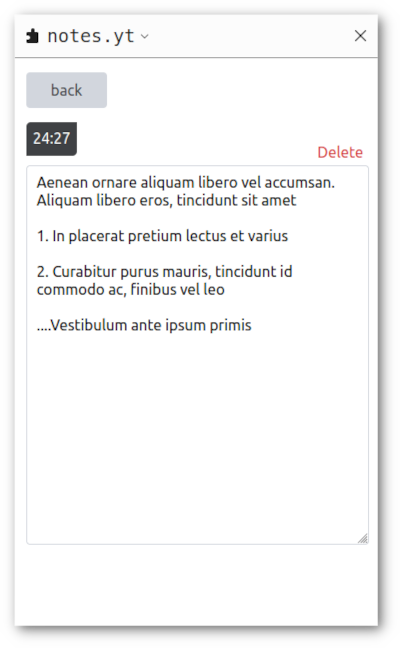 notes.yt
back
24:27
Delete
Aenean ornare aliquam libero vel accumsan.
Aliquam libero eros, tincidunt sit amet
1. In placerat pretium lectus et varius
2. Curabitur purus mauris, tincidunt id
commodo ac, finibus vel leo
....Vestibulum ante ipsum primis